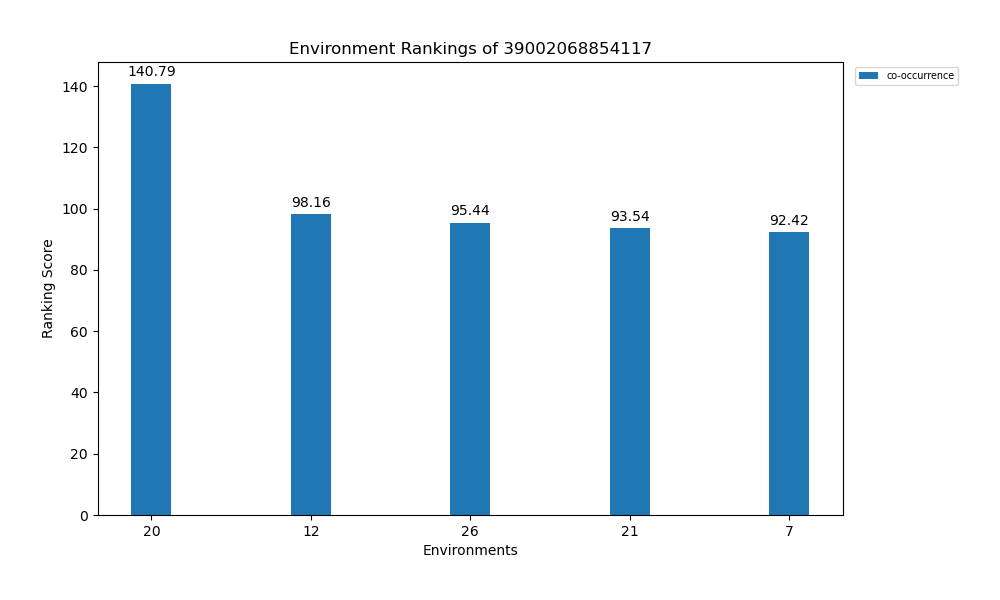 Environment Rankings of 39002068854117
co-occurrence
140.79
98.16
95.44
93.54
92.42
Ranking Score
140
120
100
80
60
40
20
0
20 12 26 21 7
Environments